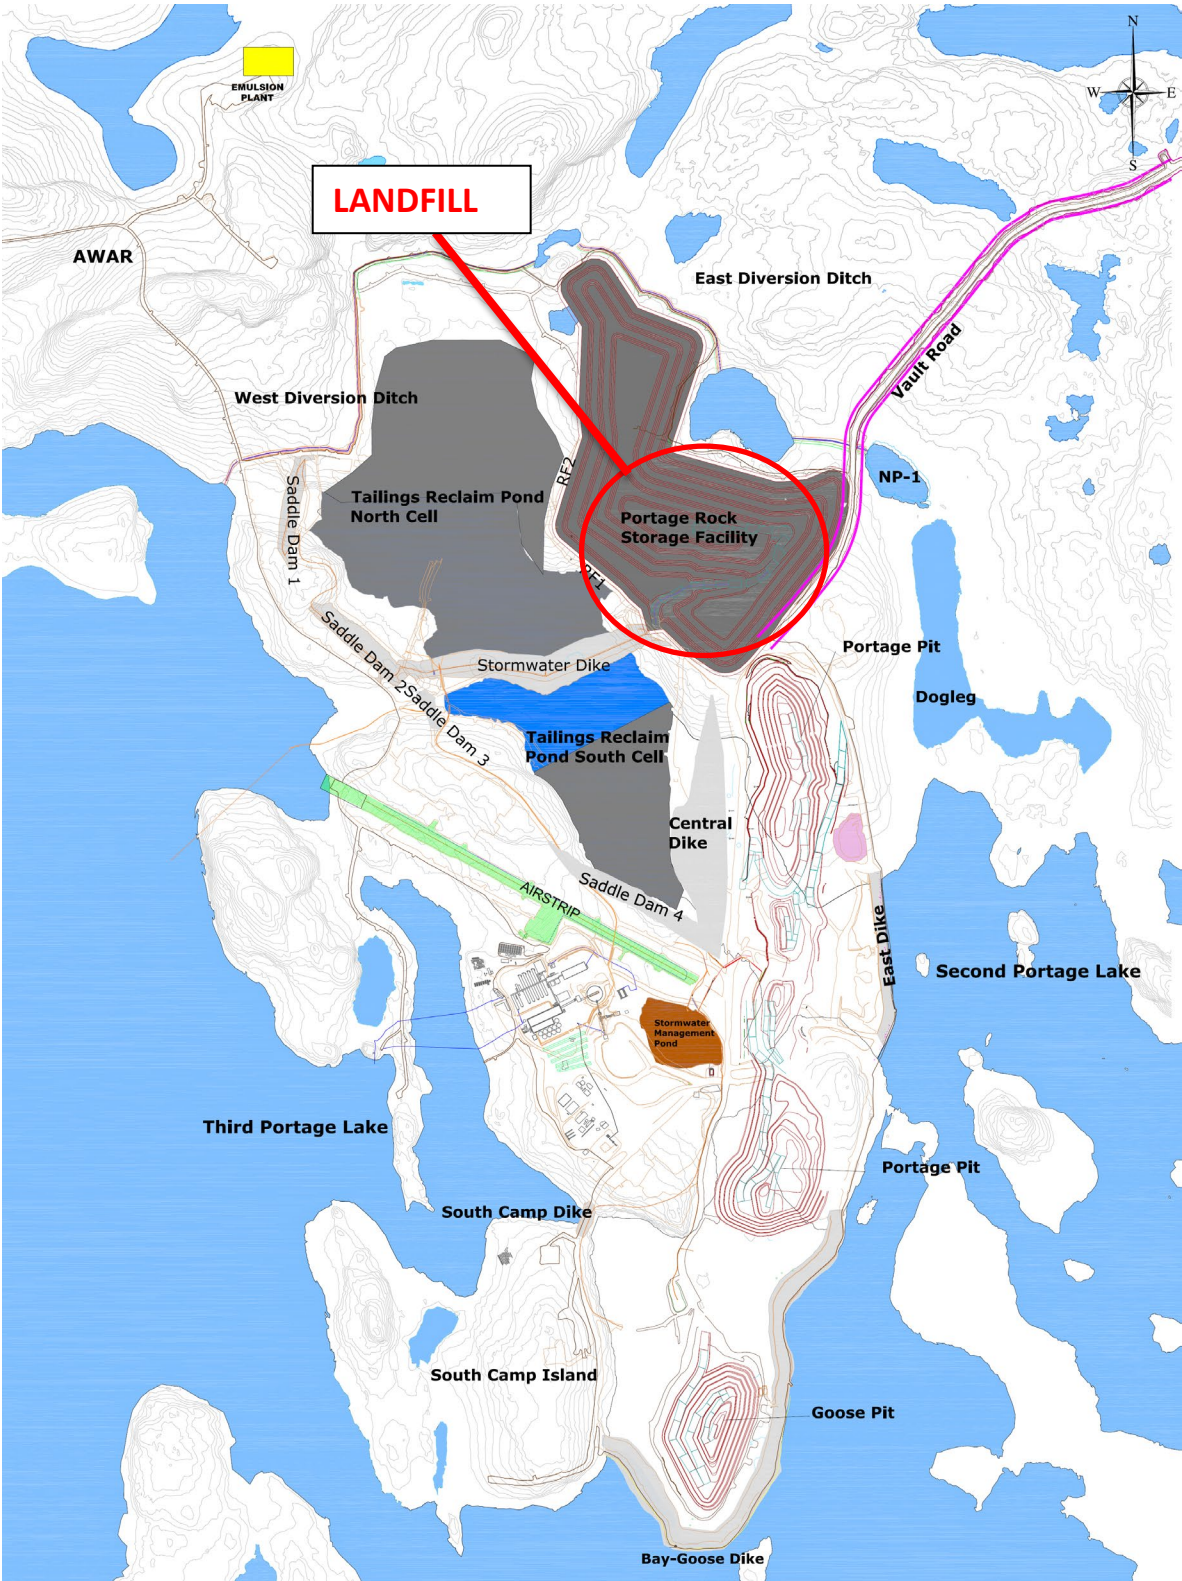 N
W
E
S
EMULSION
PLANT
LANDFILL
AWAR
East Diversion Ditch
Vault Road
West Diversion Ditch
RF2
NP-1
Saddle Dam 1
Tailings Reclaim Pond
North Cell
Portage Rock
Storage Facility
RF1
Saddle Dam 2
Stormwater Dike
Portage Pit
Saddle Dam 3
Dogleg
Tailings Reclaim
Pond South Cell
Central
Dike
Saddle Dam 4
AIRSTRIP
East Dike
Second Portage Lake
Stormwater
Management
Pond
Third Portage Lake
Portage Pit
South Camp Dike
South Camp Island
Goose Pit
Bay-Goose Dike